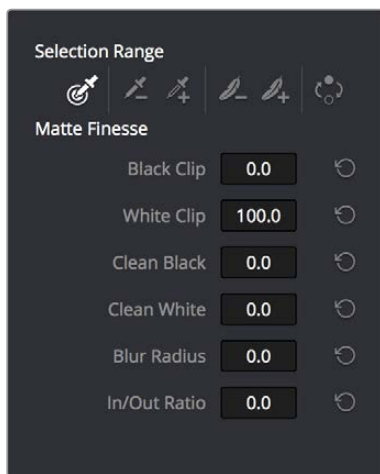 Selection Range
Matte Finesse
Black Clip 0.0
White Clip 100.0
Clean Black 0.0
Clean White 0.0
Blur Radius 0.0
In/Out Ratio 0.0